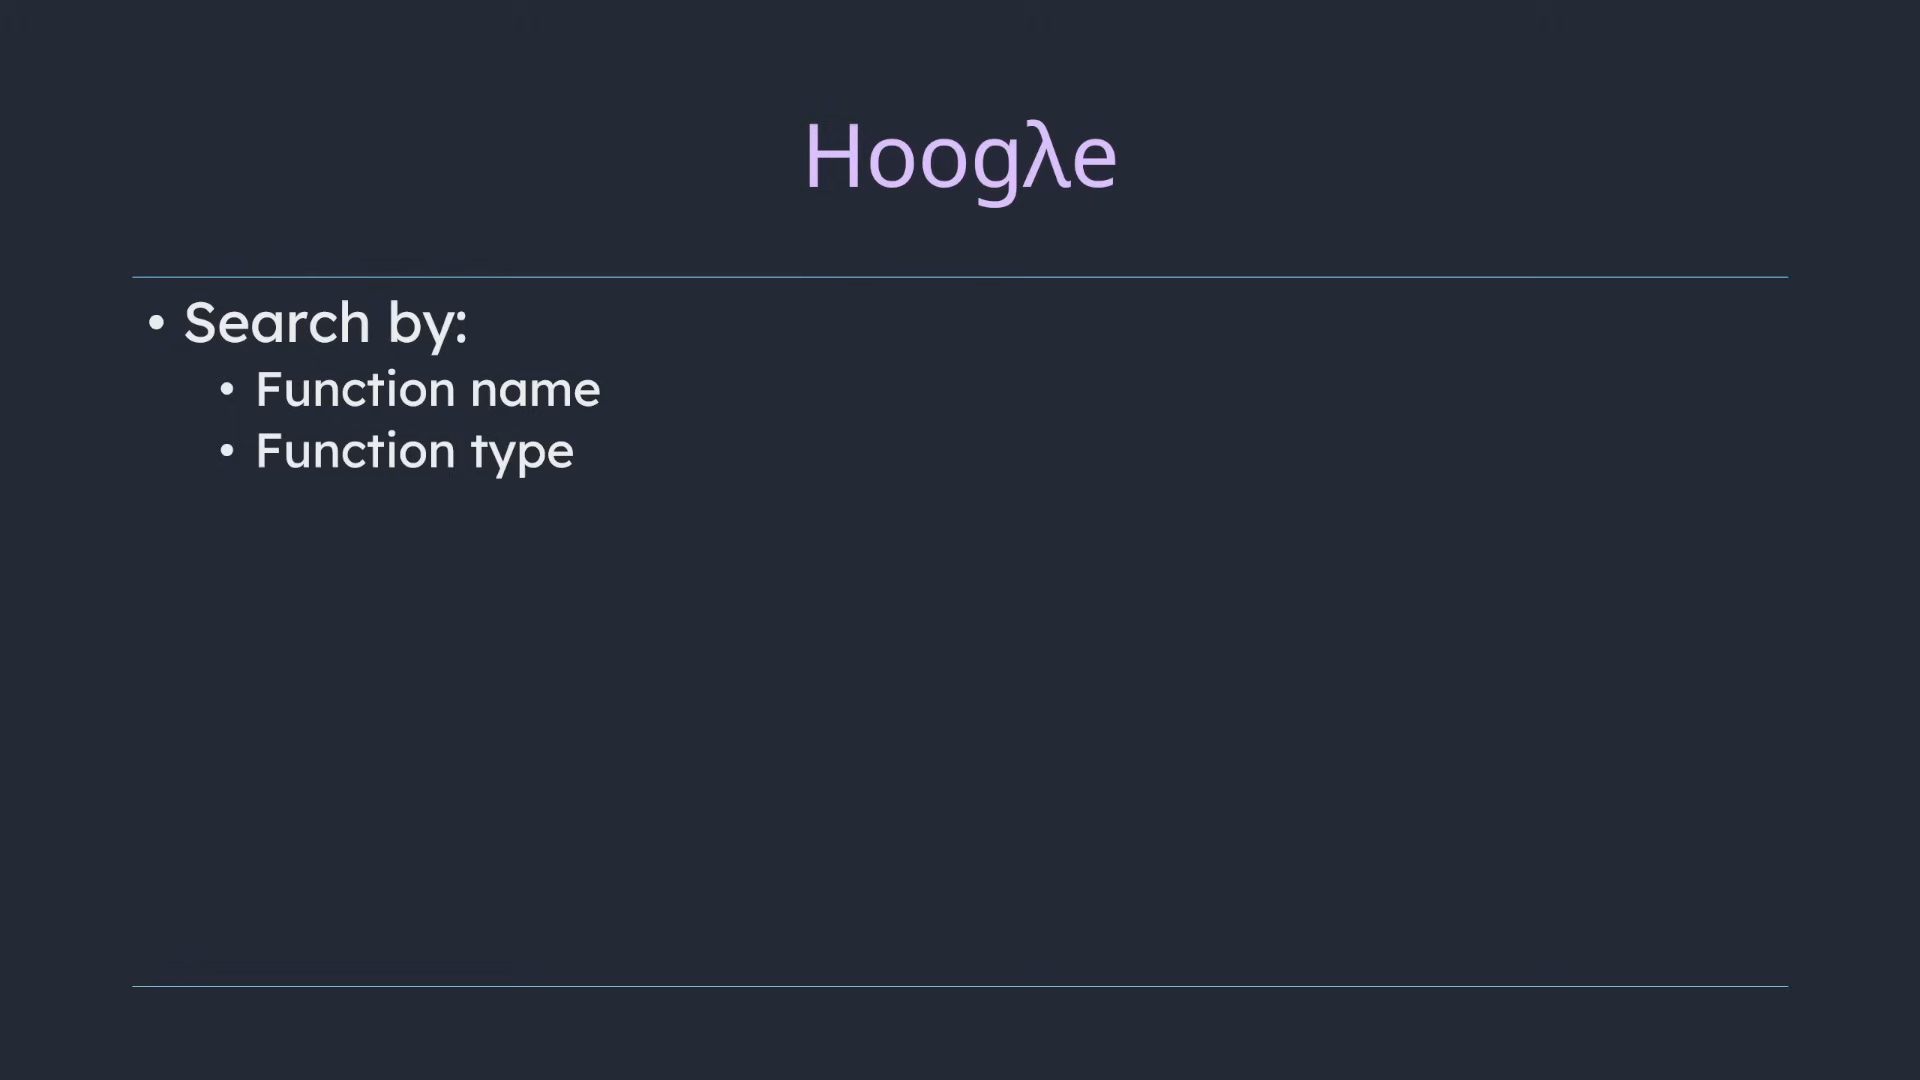 Hoogλe
• Search by:
• Function name
• Function type